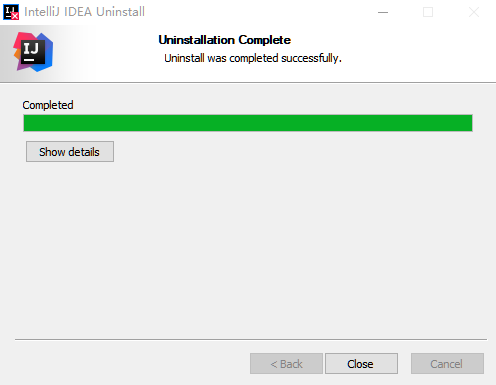 IntelliJ IDEA Uninstall
IJ
Uninstallation Complete
Uninstall was completed successfully.
Completed
Show details
< Back
Close
Cancel